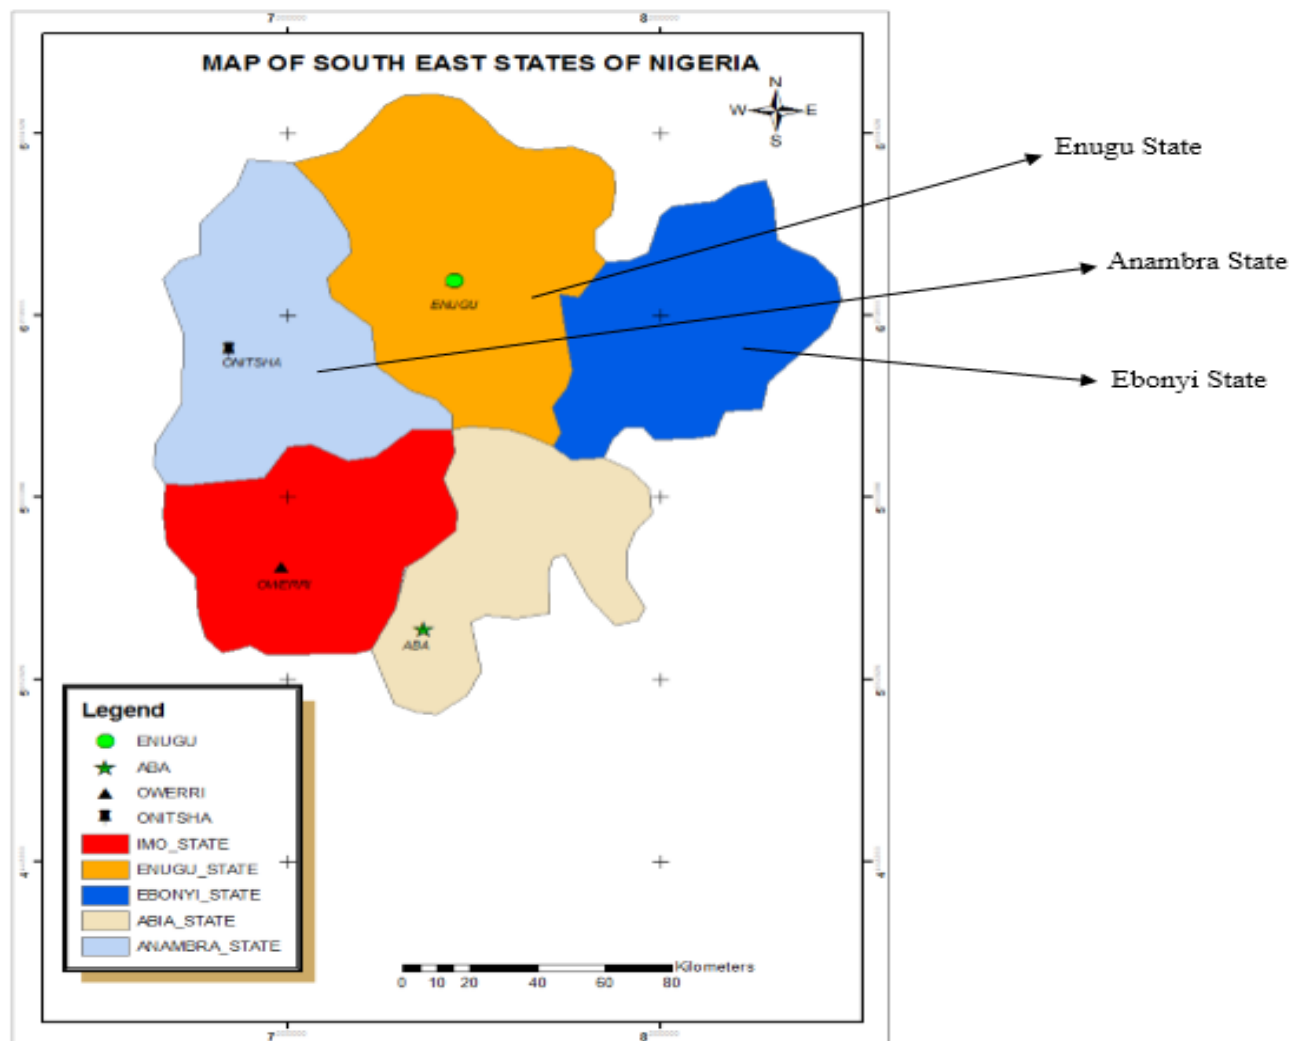 7
8
MAP OF SOUTH EAST STATES OF NIGERIA
N
W E
S
Enugu State
Anambra State
Ebonyi State
ENUGU
ONITSHA
OWERRI
ABA
Legend
ENUGU
ABA
OWERRI
ONITSHA
IMO_STATE
ENUGU_STATE
EBONYI_STATE
ABIA_STATE
ANAMBRA_STATE
Kilometers
0 10 20 40 60 80
7
8